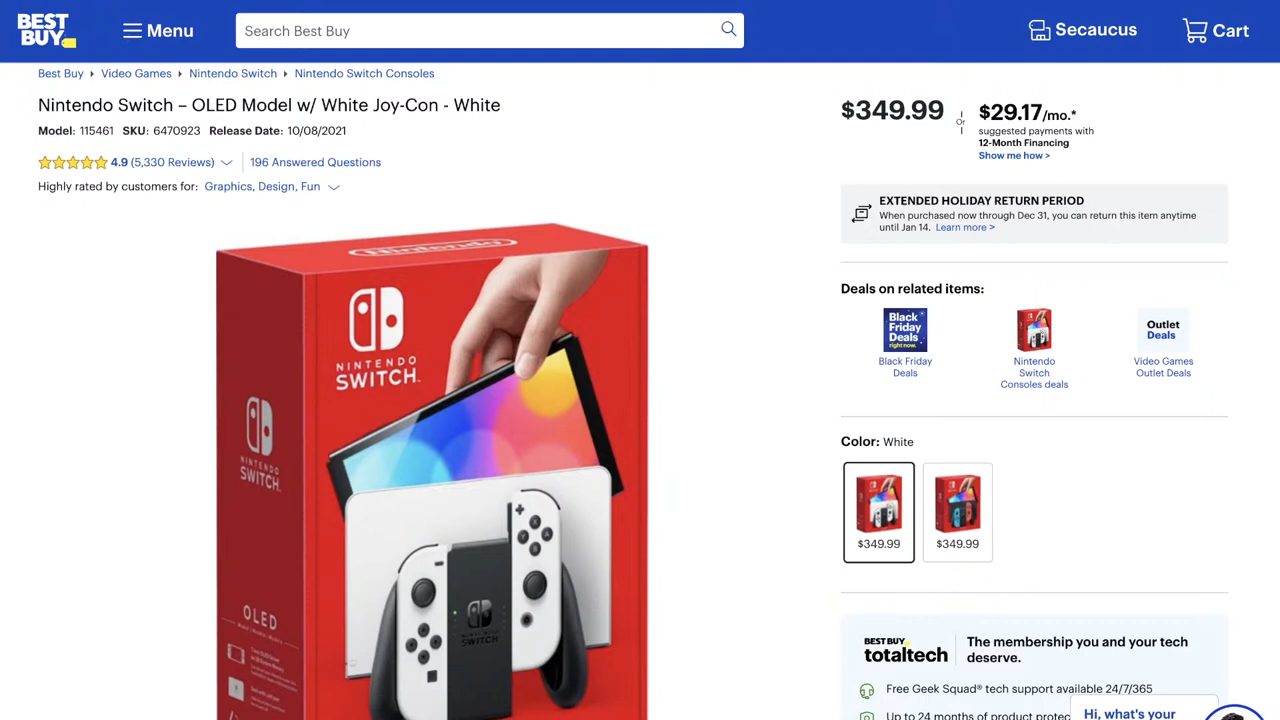 BEST BUY
Menu
Search Best Buy
Secaucus
Cart
Best Buy
Video Games
Nintendo Switch
Nintendo Switch Consoles
Nintendo Switch – OLED Model w/ White Joy-Con - White
Model: 115461 SKU: 6470923 Release Date: 10/08/2021
4.9 (5,330 Reviews)
196 Answered Questions
Highly rated by customers for: Graphics, Design, Fun
Nintendo
NINTENDO
SWITCH
NINTENDO
SWITCH
NINTENDO
SWITCH
OLED
X
Y
A
B
$349.99
Or
$29.17/mo.*
suggested payments with
12-Month Financing
Show me how >
EXTENDED HOLIDAY RETURN PERIOD
When purchased now through Dec 31, you can return this item anytime
until Jan 14. Learn more >
Deals on related items:
Black
Friday
Deals
right now.
Outlet
Deals
Black Friday
Deals
Nintendo
Switch
Consoles deals
Video Games
Outlet Deals
Color: White
$349.99
$349.99
BEST BUY
totaltech
The membership you and your tech
deserve.
Free Geek Squad® tech support available 24/7/365
Up to 24 months of product protec
Hi, what's your